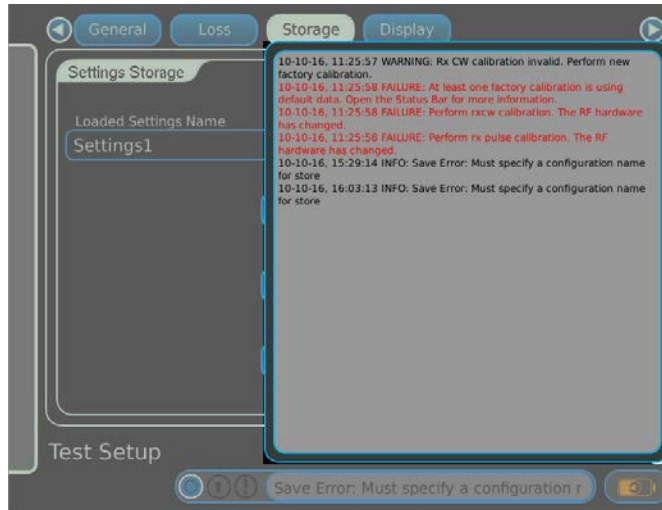 General
Loss
Storage
Display
Settings Storage
Loaded Settings Name
Settings1
10-10-16, 11:25:57 WARNING: Rx CW calibration invalid. Perform new
factory calibration.
10-10-16, 11:25:58 FAILURE: At least one factory calibration is using
default data. Open the Status Bar for more information.
10-10-16, 11:25:58 FAILURE: Perform rxcw calibration. The RF hardware
has changed.
10-10-16, 11:25:58 FAILURE: Perform rx pulse calibration. The RF
hardware has changed.
10-10-16, 15:29:14 INFO: Save Error: Must specify a configuration name
for store
10-10-16, 16:03:13 INFO: Save Error: Must specify a configuration name
for store
Test Setup
Save Error: Must specify a configuration r